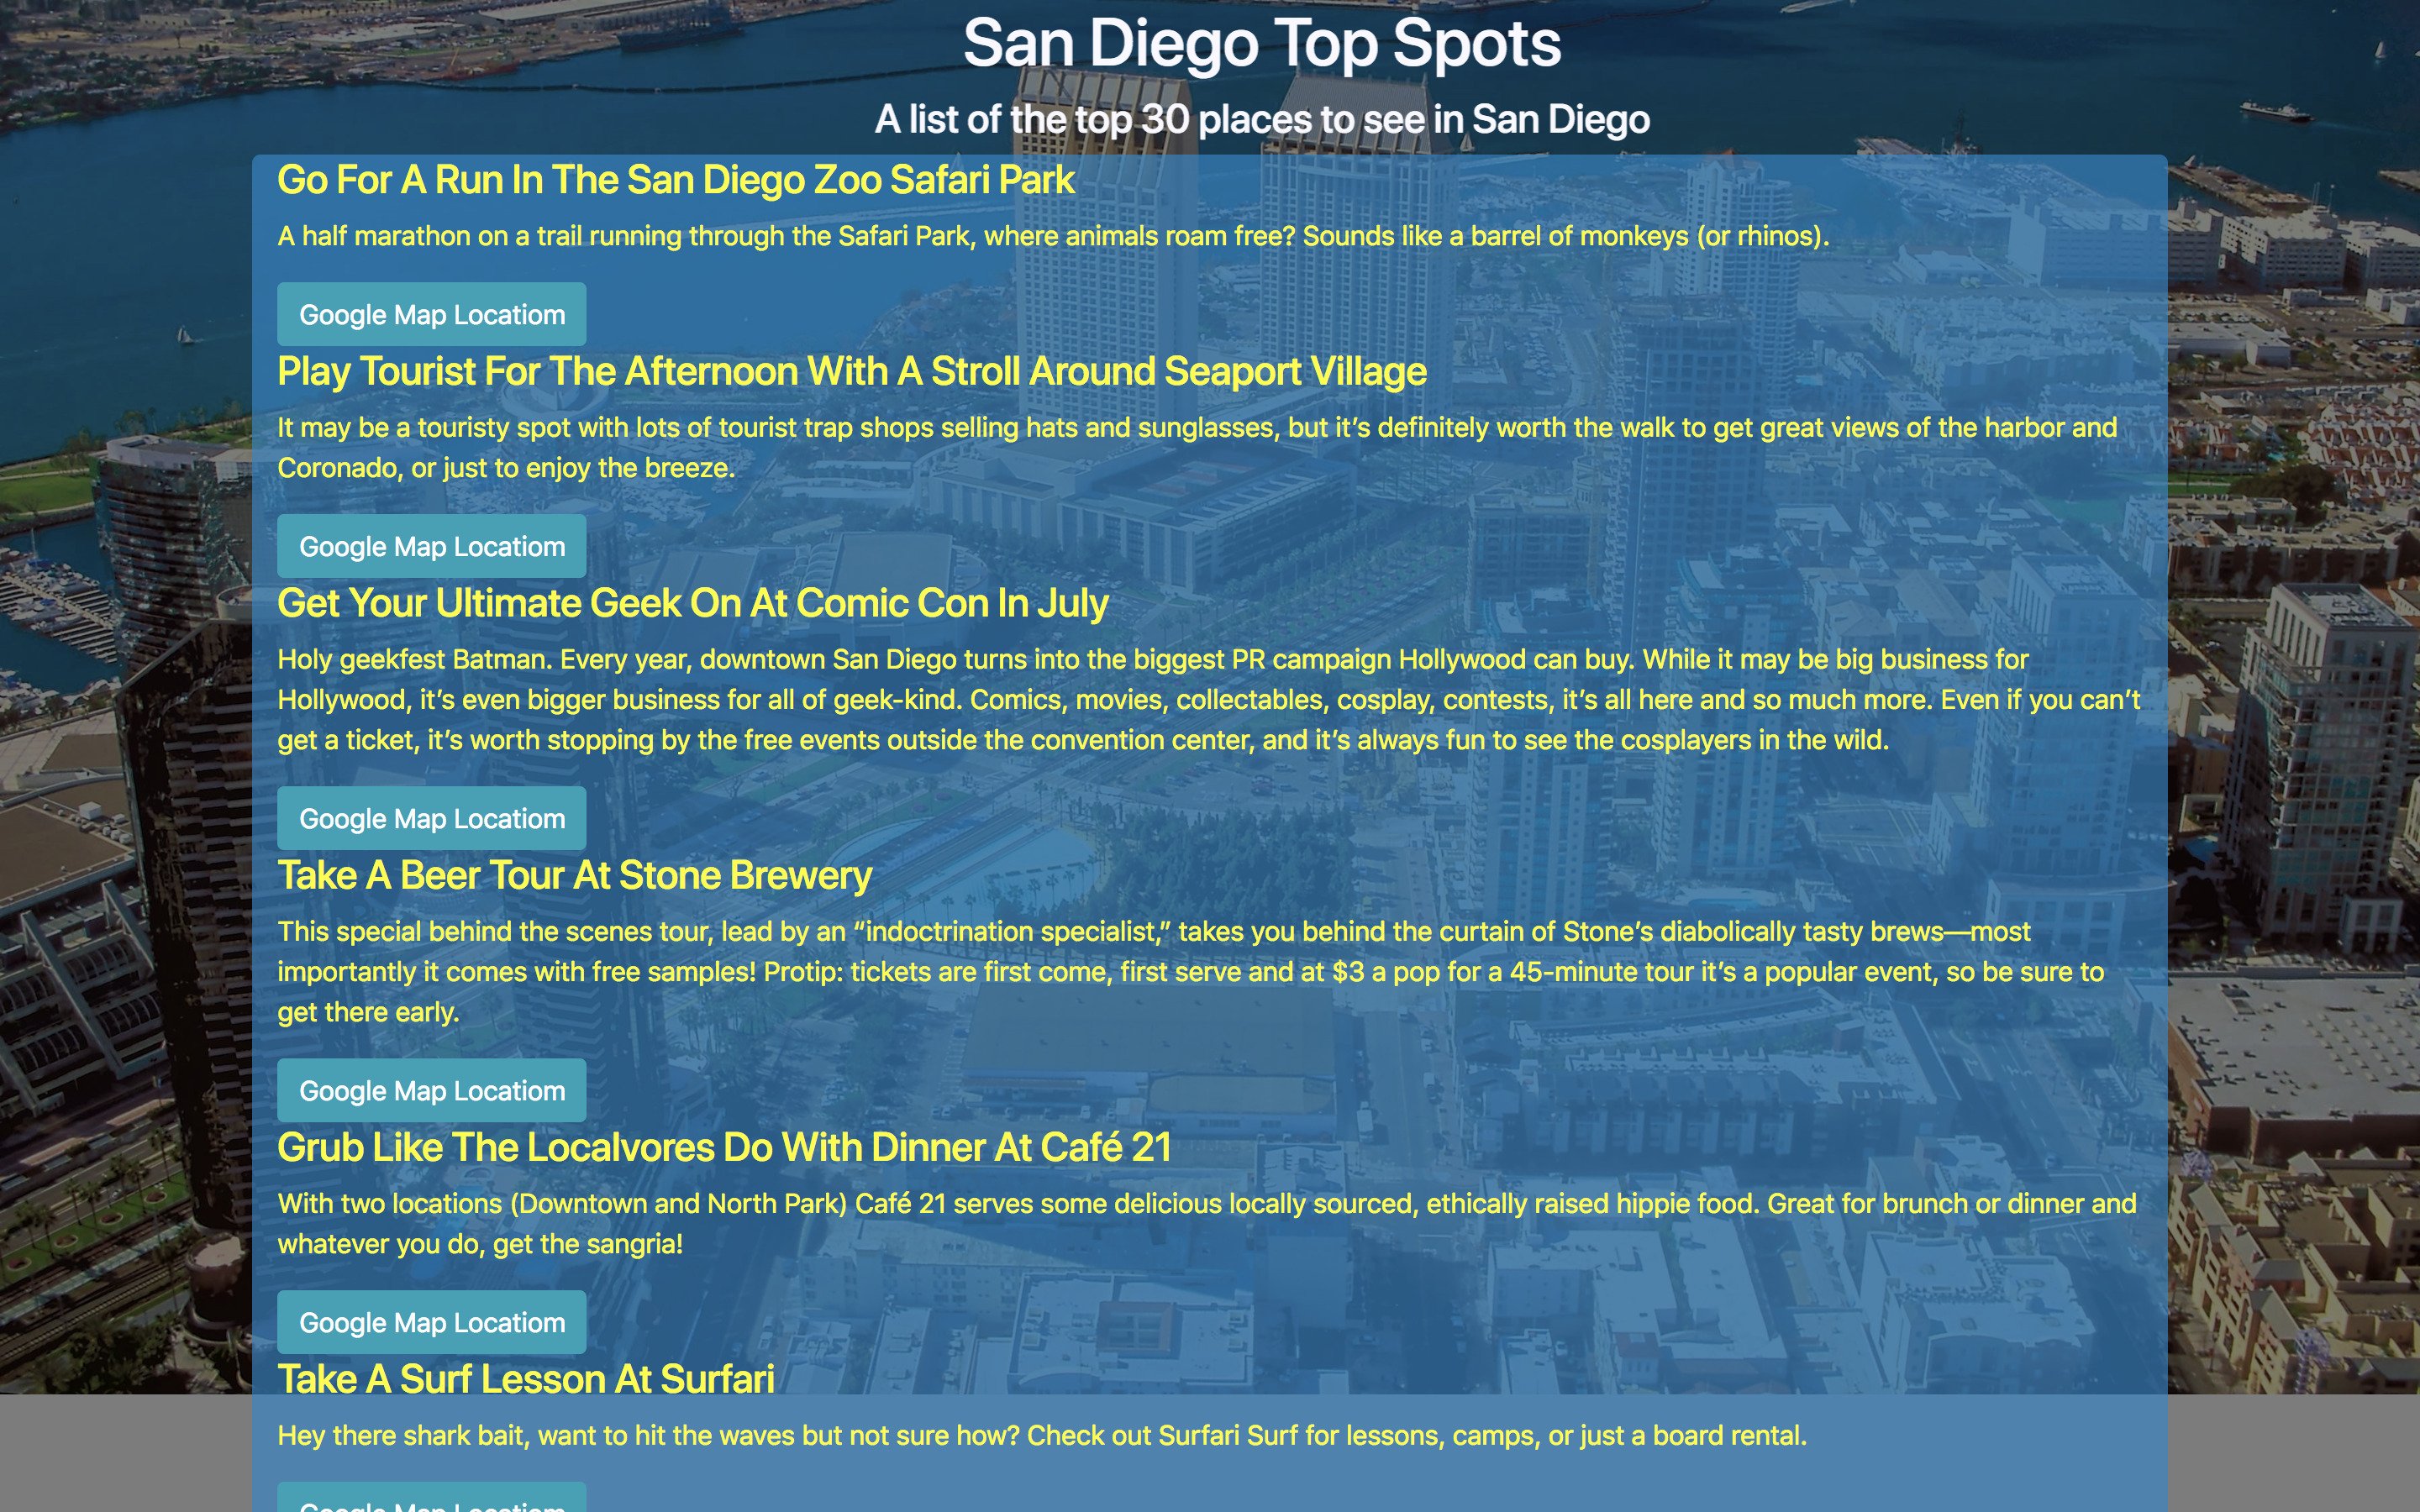 San Diego Top Spots
A list of the top 30 places to see in San Diego
Go For A Run In The San Diego Zoo Safari Park
A half marathon on a trail running through the Safari Park, where animals roam free? Sounds like a barrel of monkeys (or rhinos).
Google Map Locatiom
Play Tourist For The Afternoon With A Stroll Around Seaport Village
It may be a touristy spot with lots of tourist trap shops selling hats and sunglasses, but it’s definitely worth the walk to get great views of the harbor and
Coronado, or just to enjoy the breeze.
Google Map Locatiom
Get Your Ultimate Geek On At Comic Con In July
Holy geekfest Batman. Every year, downtown San Diego turns into the biggest PR campaign Hollywood can buy. While it may be big business for
Hollywood, it’s even bigger business for all of geek-kind. Comics, movies, collectables, cosplay, contests, it’s all here and so much more. Even if you can’t
get a ticket, it’s worth stopping by the free events outside the convention center, and it’s always fun to see the cosplayers in the wild.
Google Map Locatiom
Take A Beer Tour At Stone Brewery
This special behind the scenes tour, lead by an “indoctrination specialist,” takes you behind the curtain of Stone’s diabolically tasty brews—most
importantly it comes with free samples! Protip: tickets are first come, first serve and at $3 a pop for a 45-minute tour it’s a popular event, so be sure to
get there early.
Google Map Locatiom
Grub Like The Localvores Do With Dinner At Café 21
With two locations (Downtown and North Park) Café 21 serves some delicious locally sourced, ethically raised hippie food. Great for brunch or dinner and
whatever you do, get the sangria!
Google Map Locatiom
Take A Surf Lesson At Surfari
Hey there shark bait, want to hit the waves but not sure how? Check out Surfari Surf for lessons, camps, or just a board rental.
Google Map Locatiom